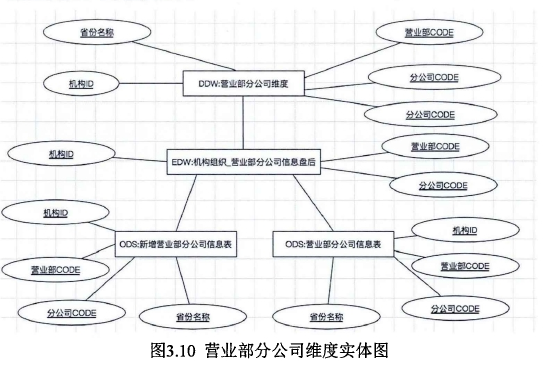 省份名称
营业部CODE
机构ID
DDW:营业部分公司维度
分公司CODE
分公司CODE
机构ID
EDW:机构组织_营业部分公司信息盘后
营业部CODE
分公司CODE
机构ID
机构ID
ODS:新增营业部分公司信息表
ODS:营业部分公司信息表
营业部CODE
营业部CODE
分公司CODE
省份名称
省份名称
分公司CODE
图3.10 营业部分公司维度实体图